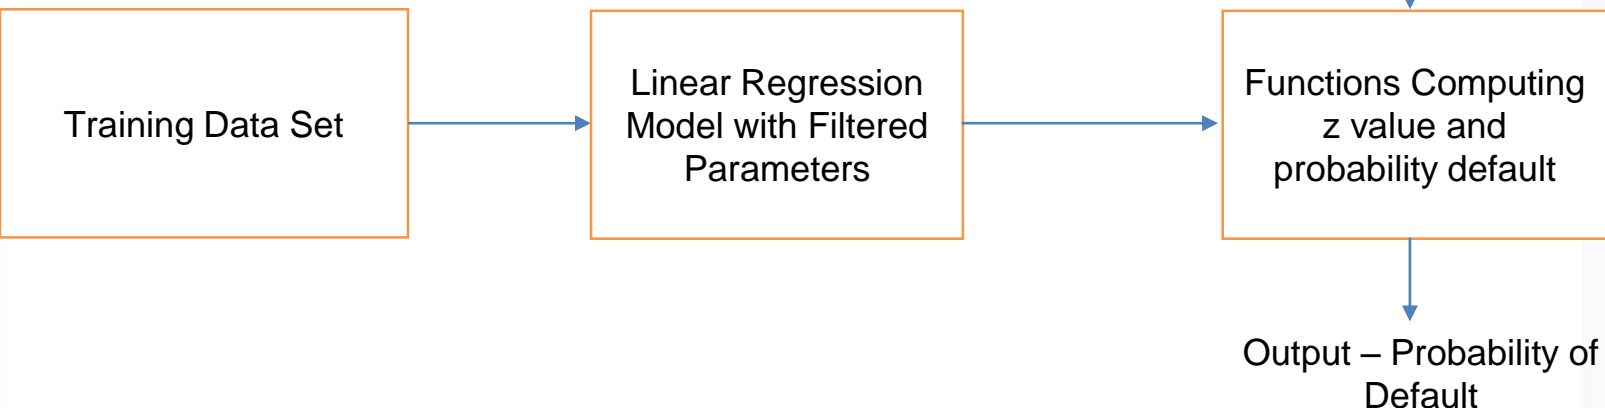 Training Data Set
Linear Regression
Model with Filtered
Parameters
Functions Computing
z value and
probability default
Output – Probability of
Default